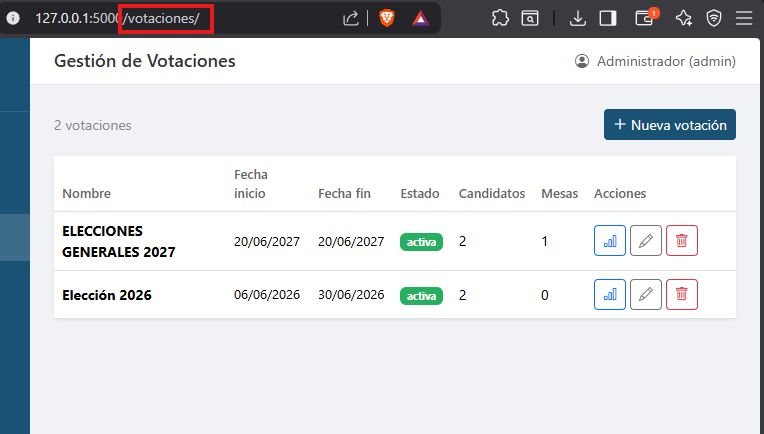 127.0.0.1:5000/votaciones/
1
Gestión de Votaciones
Administrador (admin)
2 votaciones
+ Nueva votación
Nombre Fecha inicio Fecha fin Estado Candidatos Mesas Acciones
ELECCIONES GENERALES 2027 20/06/2027 20/06/2027 activa 2 1
Elección 2026 06/06/2026 30/06/2026 activa 2 0